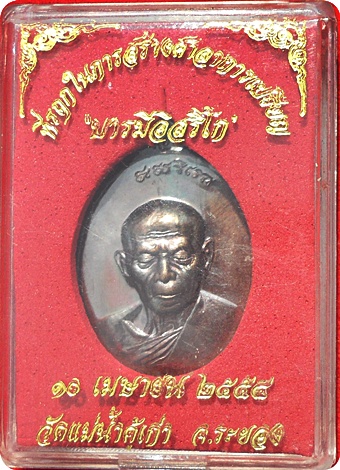 ที่ระลึกในการสร้างศาลาการเปรียญ
"บารมีอิสริโก"
๑๐ เมษายน ๒๕๕๔
วัดแม่น้ำคู้เก่า จ.ระยอง